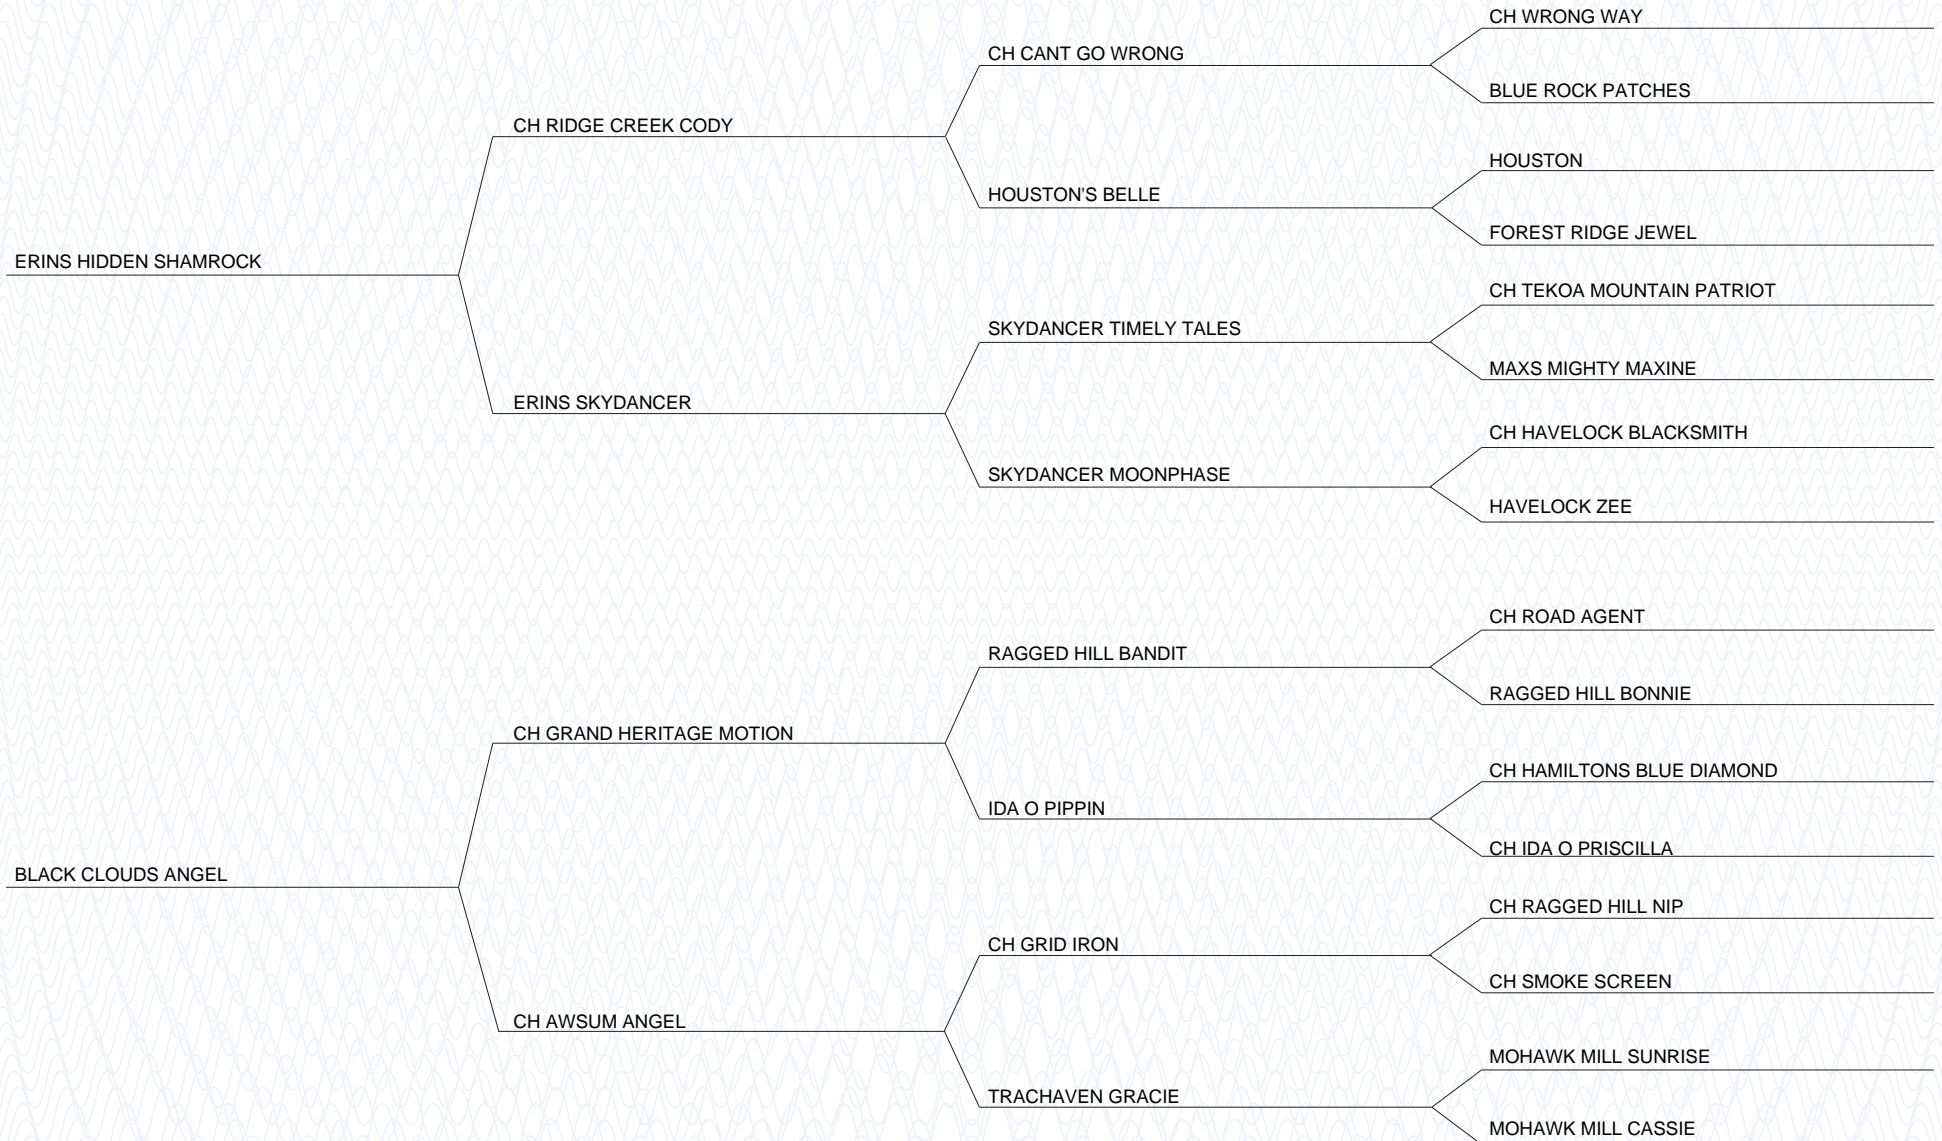 CH WRONG WAY
CH CANT GO WRONG
BLUE ROCK PATCHES
CH RIDGE CREEK CODY
HOUSTON
HOUSTON'S BELLE
FOREST RIDGE JEWEL
ERINS HIDDEN SHAMROCK
CH TEKOA MOUNTAIN PATRIOT
SKYDANCER TIMELY TALES
MAXS MIGHTY MAXINE
ERINS SKYDANCER
CH HAVELOCK BLACKSMITH
SKYDANCER MOONPHASE
HAVELOCK ZEE
CH ROAD AGENT
RAGGED HILL BANDIT
RAGGED HILL BONNIE
CH GRAND HERITAGE MOTION
CH HAMILTONS BLUE DIAMOND
IDA O PIPPIN
CH IDA O PRISCILLA
BLACK CLOUDS ANGEL
CH RAGGED HILL NIP
CH GRID IRON
CH SMOKE SCREEN
CH AWSUM ANGEL
MOHAWK MILL SUNRISE
TRACHAVEN GRACIE
MOHAWK MILL CASSIE